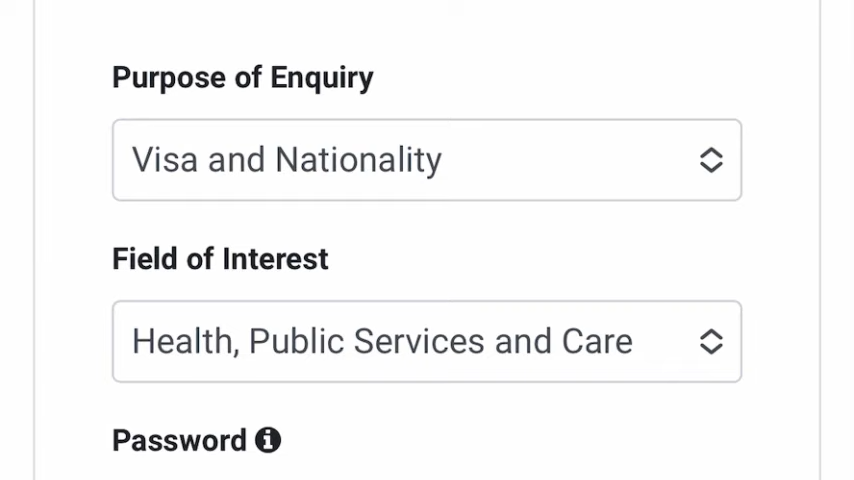 Purpose of Enquiry
Visa and Nationality
Field of Interest
Health, Public Services and Care
Password